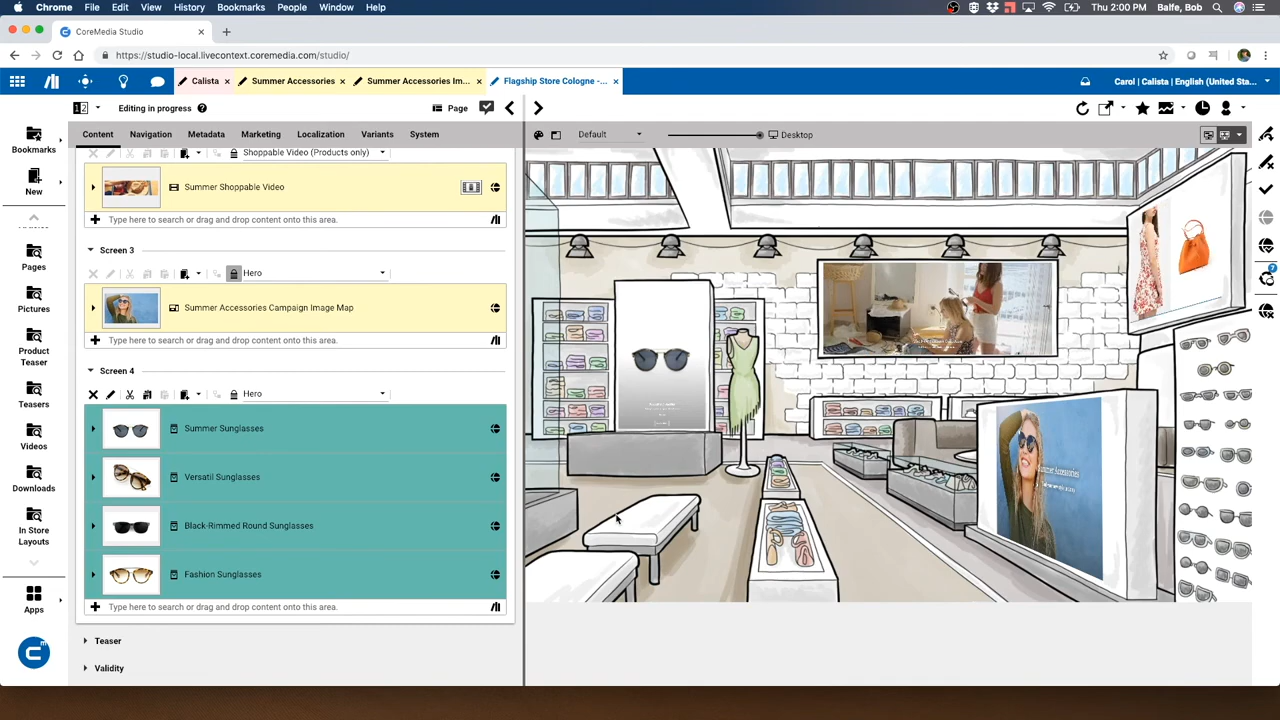 Chrome File Edit View History Bookmarks People Window Help Thu 2:00 PM Balfe, Bob
CoreMedia Studio
https://studio-local.livecontext.coremedia.com/studio/
Calista Summer Accessories Summer Accessories Im... Flagship Store Cologne -... Carol | Calista | English (United Sta...
12 Editing in progress Page
Content Navigation Metadata Marketing Localization Variants System Default Desktop
Bookmarks
New
Pages
Pictures
Product
Teaser
Teasers
Videos
Downloads
In Store
Layouts
Apps
Shoppable Video (Products only)
Summer Shoppable Video
Type here to search or drag and drop content onto this area.
Screen 3
Hero
Summer Accessories Campaign Image Map
Type here to search or drag and drop content onto this area.
Screen 4
Hero
Summer Sunglasses
Versatil Sunglasses
Black-Rimmed Round Sunglasses
Fashion Sunglasses
Type here to search or drag and drop content onto this area.
Teaser
Validity
Summer Accessories